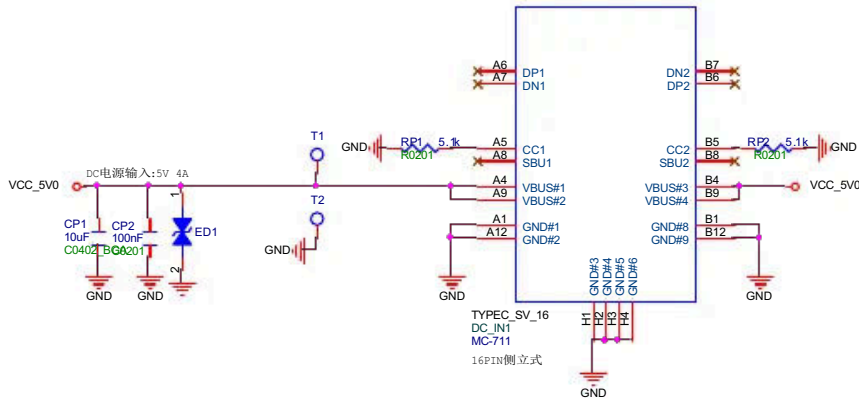 A6
DP1
A7
DN1
B7
DN2
B6
DP2
T1
GND
RP1
5.1k
R0201
A5
CC1
A8
SBU1
B5
CC2
B8
SBU2
RP2
5.1k
R0201
GND
DC电源输入:5V 4A
VCC_5V0
A4
VBUS#1
A9
VBUS#2
B4
VBUS#3
B9
VBUS#4
VCC_5V0
1
T2
CP1
10uF
C0402_BGA
CP2
100nF
C0201
ED1
2
GND
A1
GND#1
A12
GND#2
B1
GND#8
B12
GND#9
GND
GND
GND
GND
GND#3
GND#4
GND#5
GND#6
TYPEC_SV_16
DC_IN1
MC-711
16PIN侧立式
H1
H2
H3
H4
GND